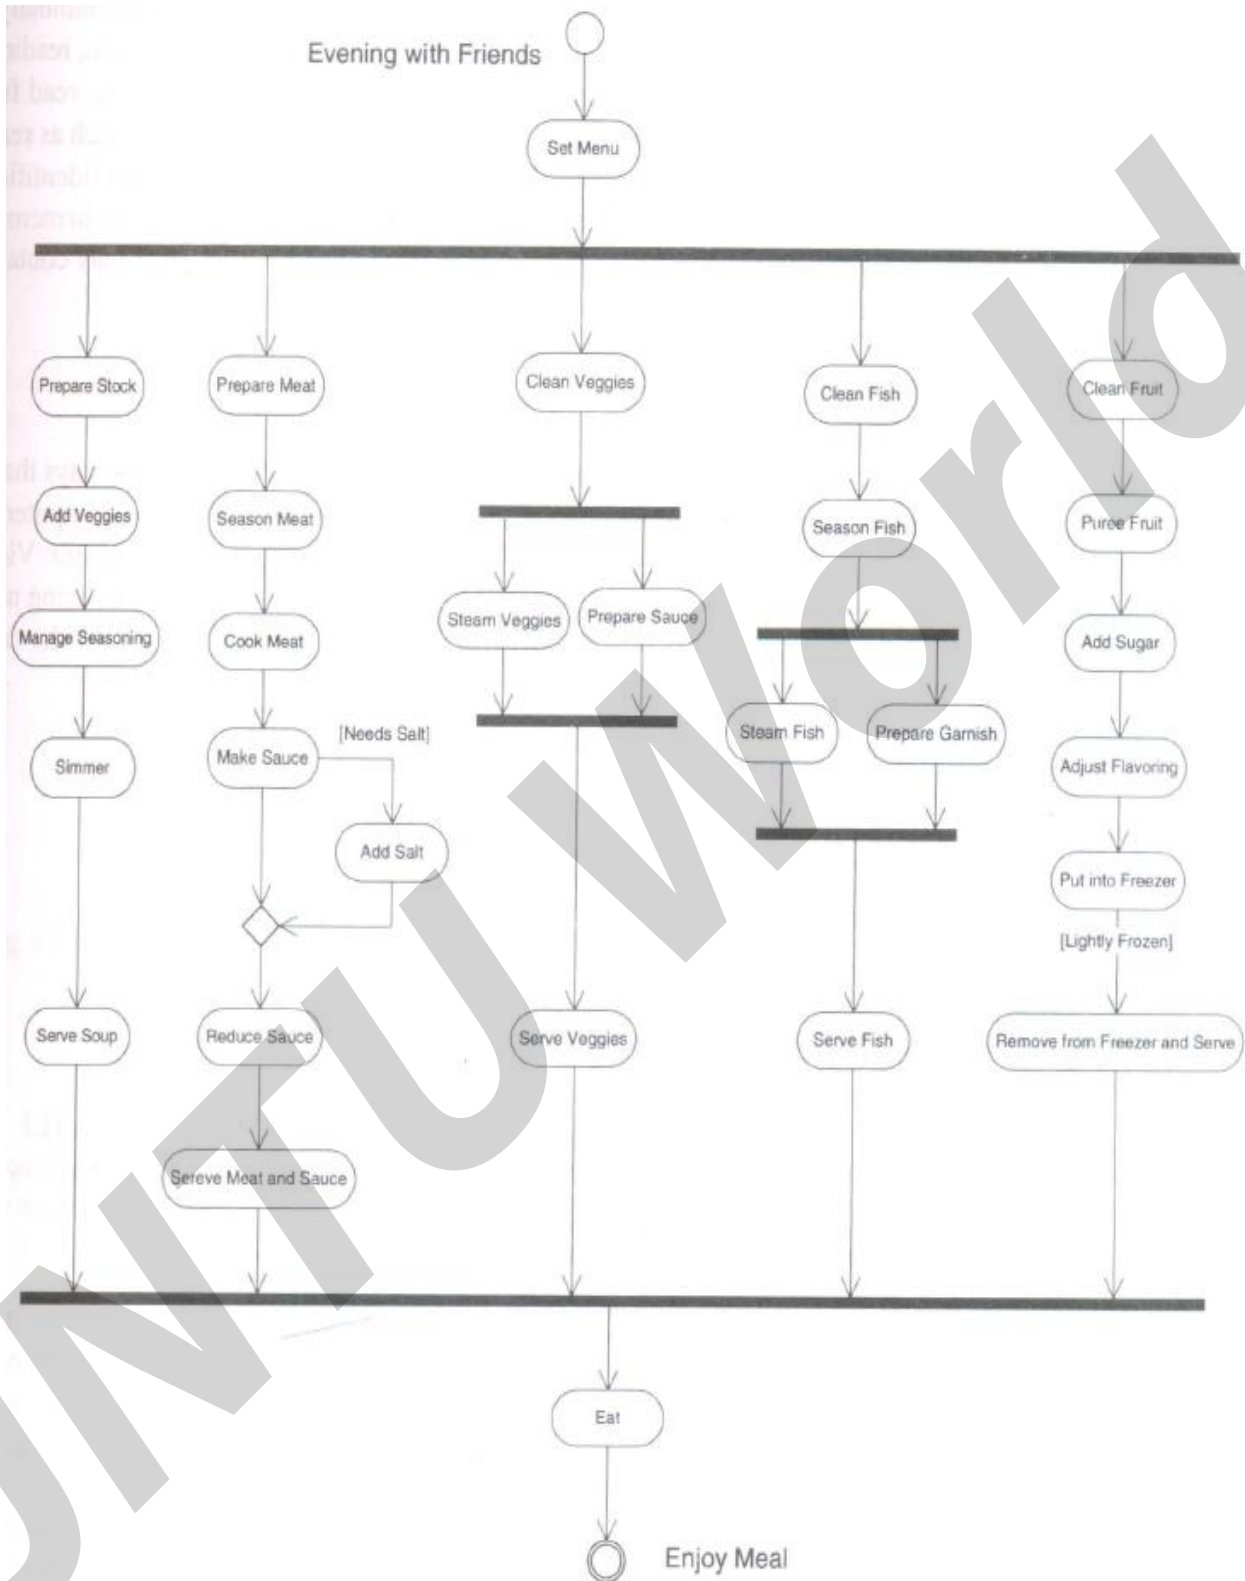 Evening with Friends
Set Menu
Prepare Stock
Prepare Meat
Clean Veggies
Clean Fish
Clean Fruit
Add Veggies
Season Meat
Season Fish
Puree Fruit
Manage Seasoning
Cook Meat
Steam Veggies
Prepare Sauce
Add Sugar
Simmer
Make Sauce
[Needs Salt]
Steam Fish
Prepare Garnish
Adjust Flavoring
Add Salt
Put into Freezer
[Lightly Frozen]
Serve Soup
Reduce Sauce
Serve Veggies
Serve Fish
Remove from Freezer and Serve
Sereve Meat and Sauce
Eat
Enjoy Meal
NTU World